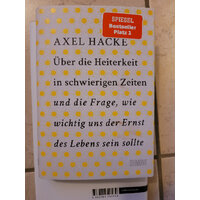 SPIEGEL
Bestseller
Platz 1
AXEL HACKE
Über die Heiterkeit
in schwierigen Zeiten
und die Frage, wie
wichtig uns der Ernst
des Lebens sein sollte
DUMONT